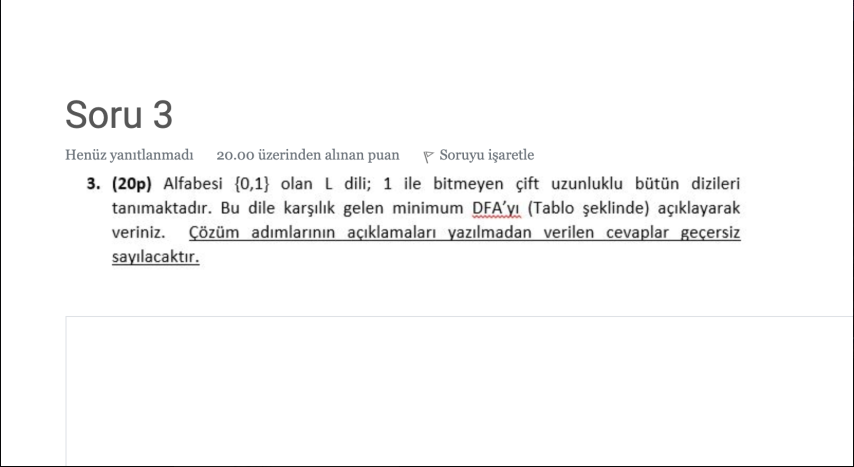 Soru 3
Henüz yanıtlanmadı 20.00 üzerinden alınan puan Soruyu işaretle
3. (20p) Alfabesi {0,1} olan L dili; 1 ile bitmeyen çift uzunluklu bütün dizileri
tanımaktadır. Bu dile karşılık gelen minimum DFA'yı (Tablo şeklinde) açıklayarak
veriniz. Çözüm adımlarının açıklamaları yazılmadan verilen cevaplar geçersiz
sayılacaktır.